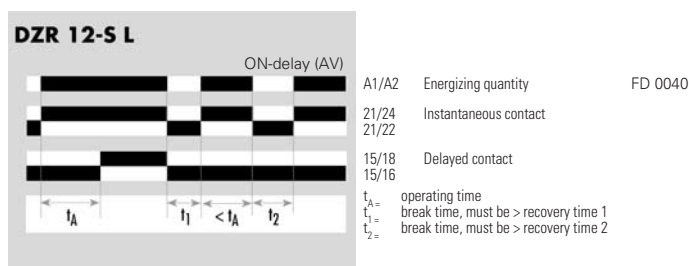 DZR 12-S L
ON-delay (AV)
A1/A2 Energizing quantity FD 0040
21/24 Instantaneous contact
21/22
15/18 Delayed contact
15/16
tA t1 < tA t2
tA = operating time
t1 = break time, must be > recovery time 1
t2 = break time, must be > recovery time 2